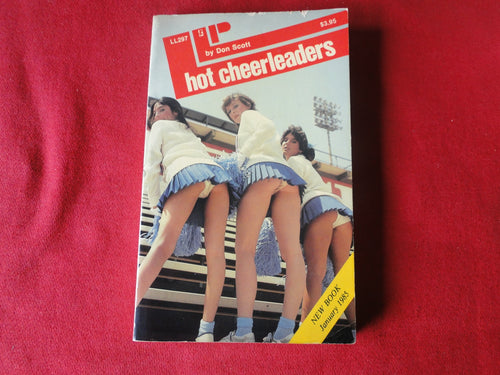 LL297
LP
$3.95
by Don Scott
hot cheerleaders
NEW BOOK
January 1985